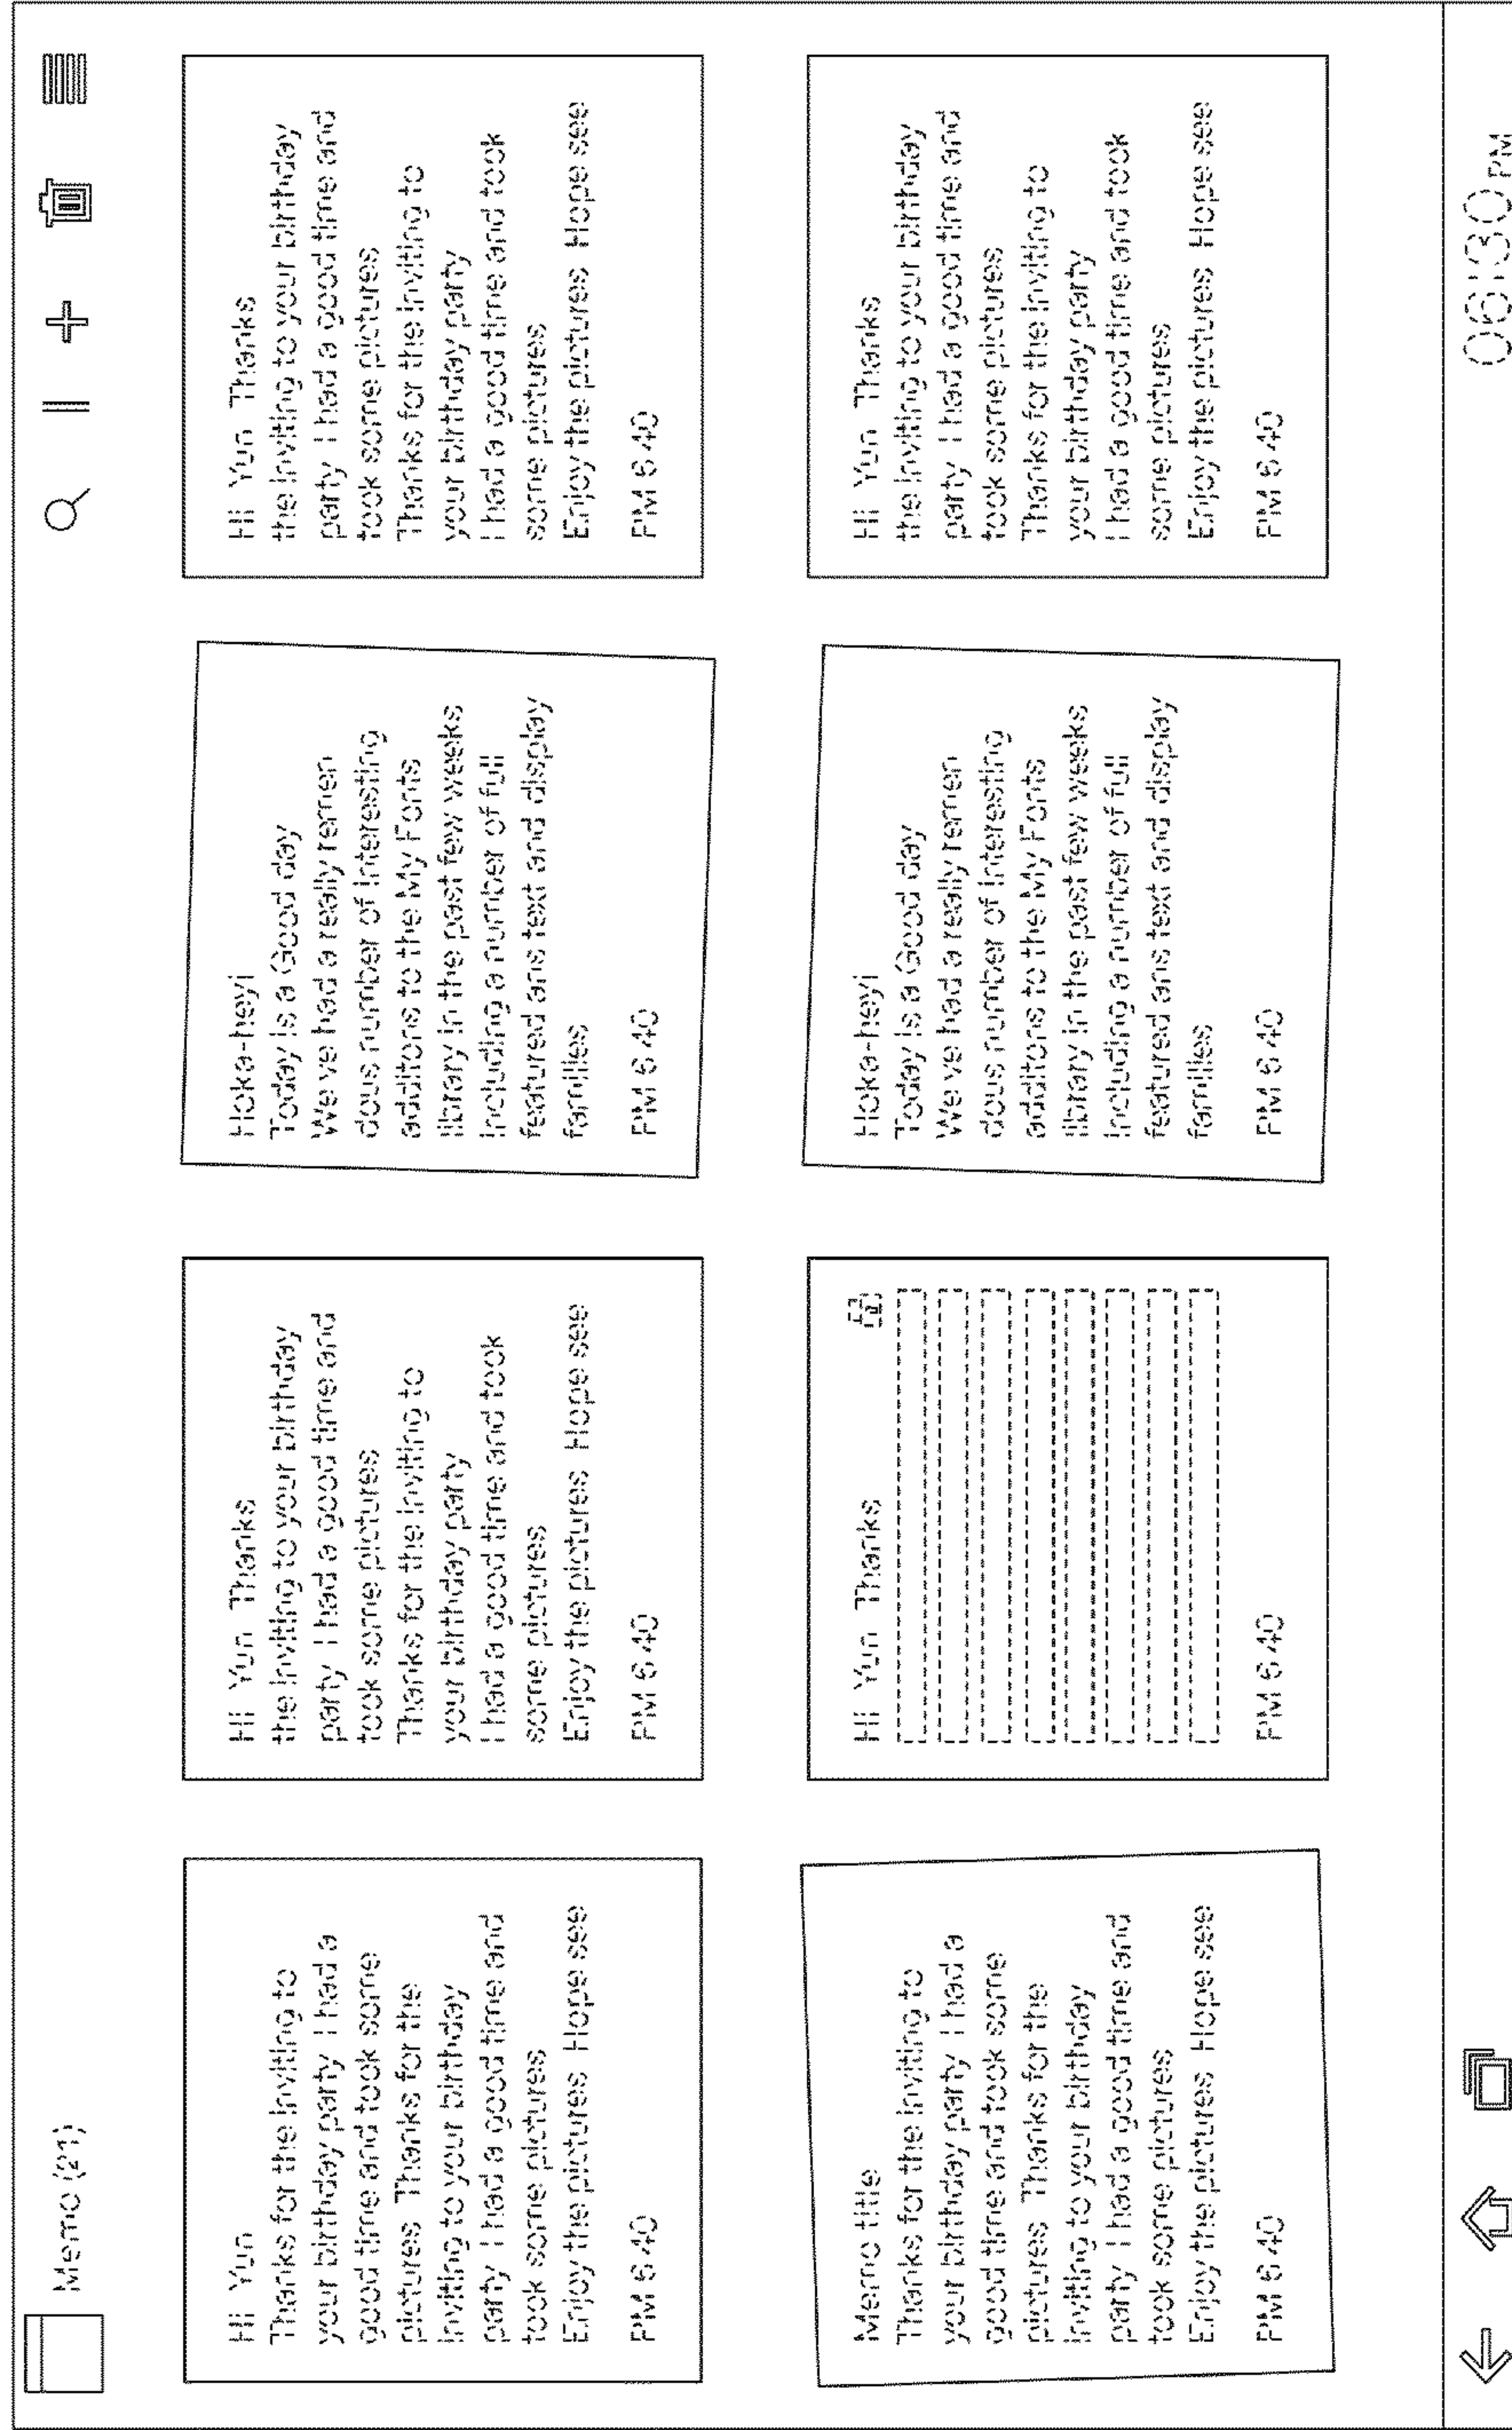 Memo (21)
Hi Yun
Thanks for the inviting to
your birthday party I had a
good time and took some
pictures Thanks for the
inviting to your birthday
party I had a good time and
took some pictures
Enjoy the pictures Hope see
PM 6:40
Hi Yun Thanks
the inviting to your birthday
party I had a good time and
took some pictures
Thanks for the inviting to
your birthday party
I had a good time and took
some pictures
Enjoy the pictures Hope see
PM 6:40
Hoka-heyi
Today is a Good day
We ve had a really remen
dous number of interesting
additons to the My Fonts
library in the past few weeks
including a number of full
featured ans text and display
families
PM 6:40
Hi Yun Thanks
the inviting to your birthday
party I had a good time and
took some pictures
Thanks for the inviting to
your birthday party
I had a good time and took
some pictures
Enjoy the pictures Hope see
PM 6:40
Memo title
Thanks for the inviting to
your birthday party I had a
good time and took some
pictures Thanks for the
inviting to your birthday
party I had a good time and
took some pictures
Enjoy the pictures Hope see
PM 6:40
Hi Yun Thanks
PM 6:40
Hoka-heyi
Today is a Good day
We ve had a really remen
dous number of interesting
additons to the My Fonts
library in the past few weeks
including a number of full
featured ans text and display
families
PM 6:40
Hi Yun Thanks
the inviting to your birthday
party I had a good time and
took some pictures
Thanks for the inviting to
your birthday party
I had a good time and took
some pictures
Enjoy the pictures Hope see
PM 6:40
06:30 PM